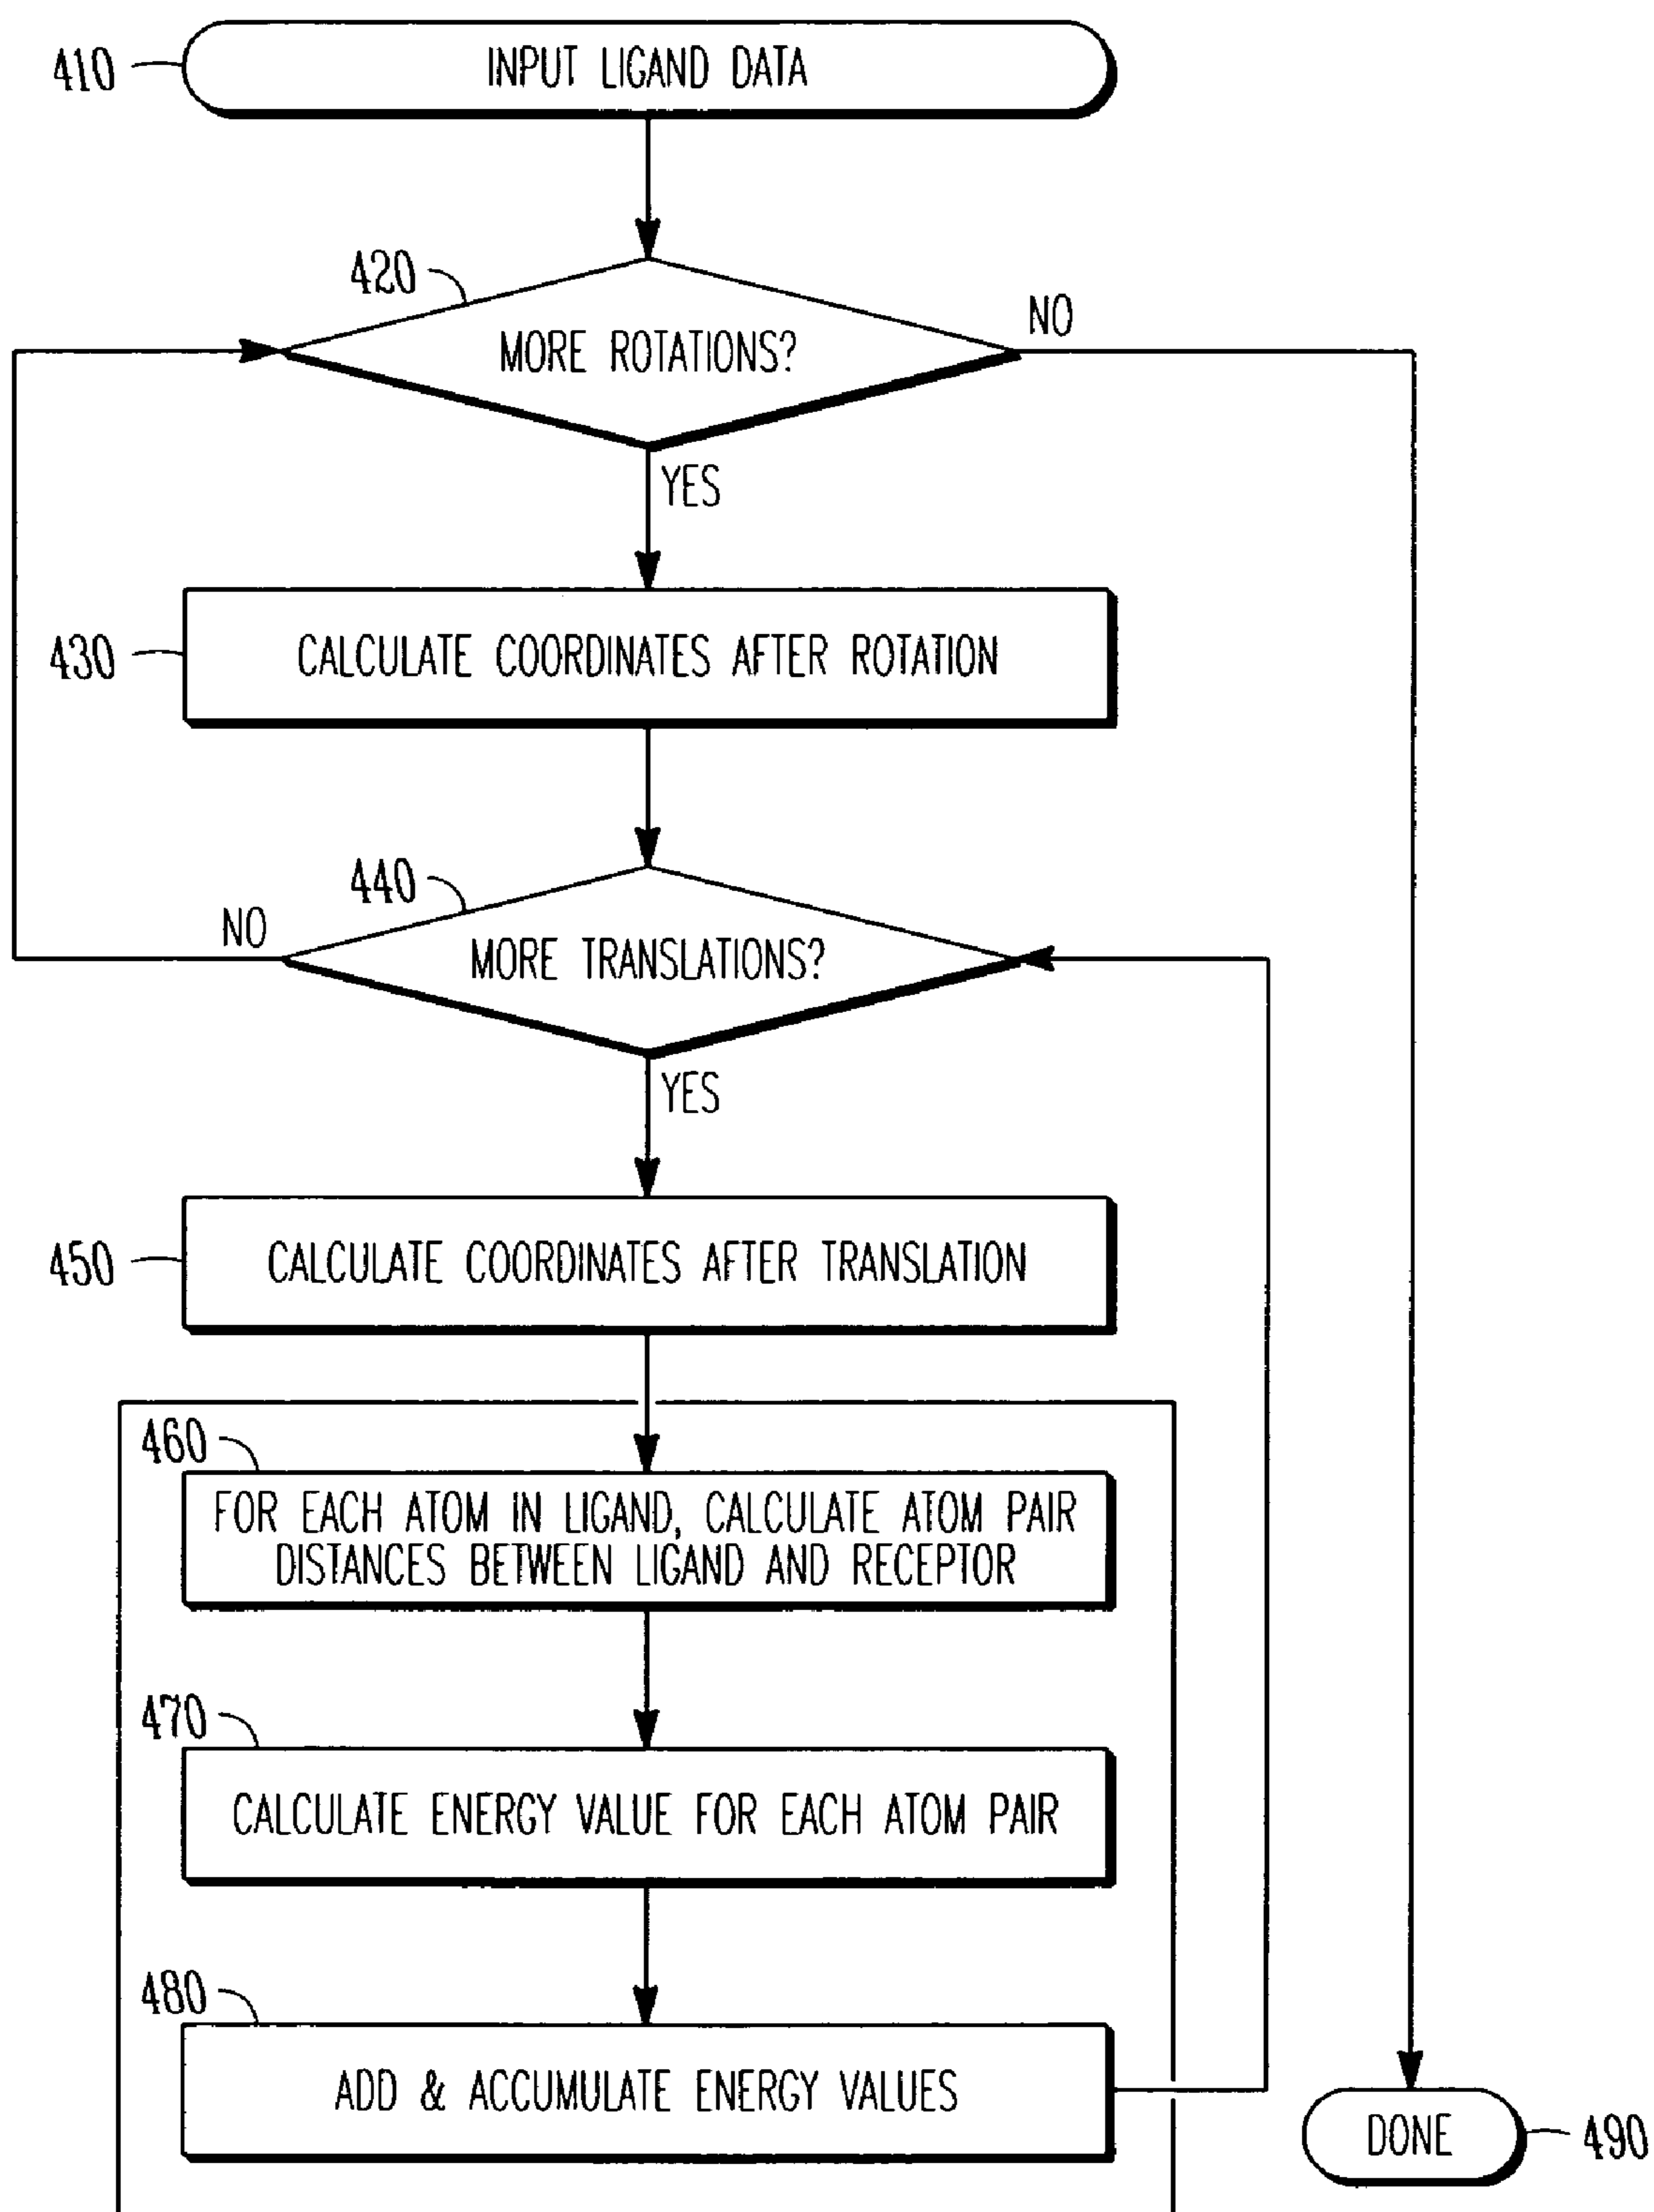 410
INPUT LIGAND DATA
420
MORE ROTATIONS?
NO
YES
430
CALCULATE COORDINATES AFTER ROTATION
440
NO
MORE TRANSLATIONS?
YES
450
CALCULATE COORDINATES AFTER TRANSLATION
460
FOR EACH ATOM IN LIGAND, CALCULATE ATOM PAIR
DISTANCES BETWEEN LIGAND AND RECEPTOR
470
CALCULATE ENERGY VALUE FOR EACH ATOM PAIR
480
ADD & ACCUMULATE ENERGY VALUES
DONE
490